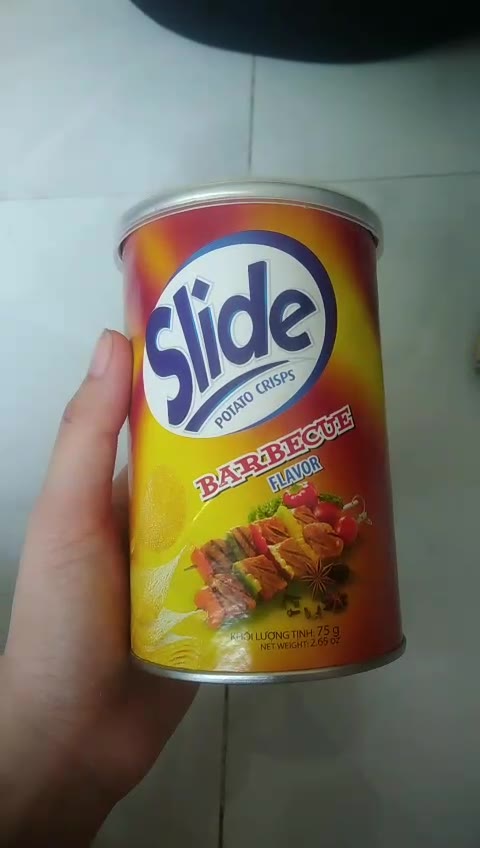 Slide
POTATO CRISPS
BARBECUE
FLAVOR
KHỐI LƯỢNG TỊNH: 75 g
NET WEIGHT: 2.65 oz